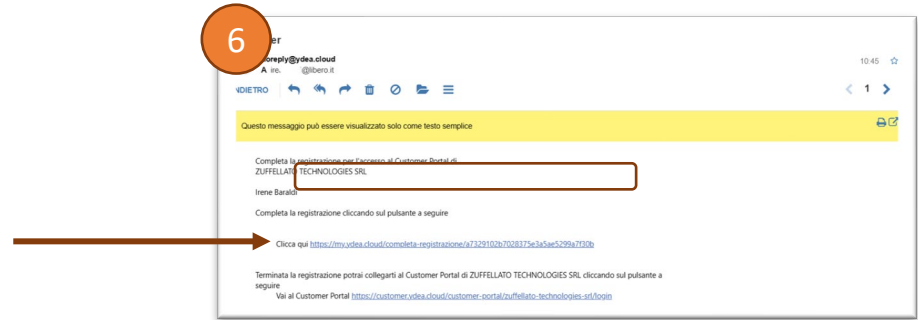 6
er
oreply@ydea.cloud
10:45
A ire. @libero.it
NDIETRO
1
Questo messaggio può essere visualizzato solo come testo semplice
Completa la registrazione per l'accesso al Customer Portal di
ZUFFELLATO TECHNOLOGIES SRL
Irene Baraldi
Completa la registrazione cliccando sul pulsante a seguire
Clicca qui https://my.ydea.cloud/completa-registrazione/a7329102b7028375e3a5ae5299a7f30b
Terminata la registrazione potrai collegarti al Customer Portal di ZUFFELLATO TECHNOLOGIES SRL cliccando sul pulsante a
seguire
Vai al Customer Portal https://customer.ydea.cloud/customer-portal/zuffellato-technologies-srl/login